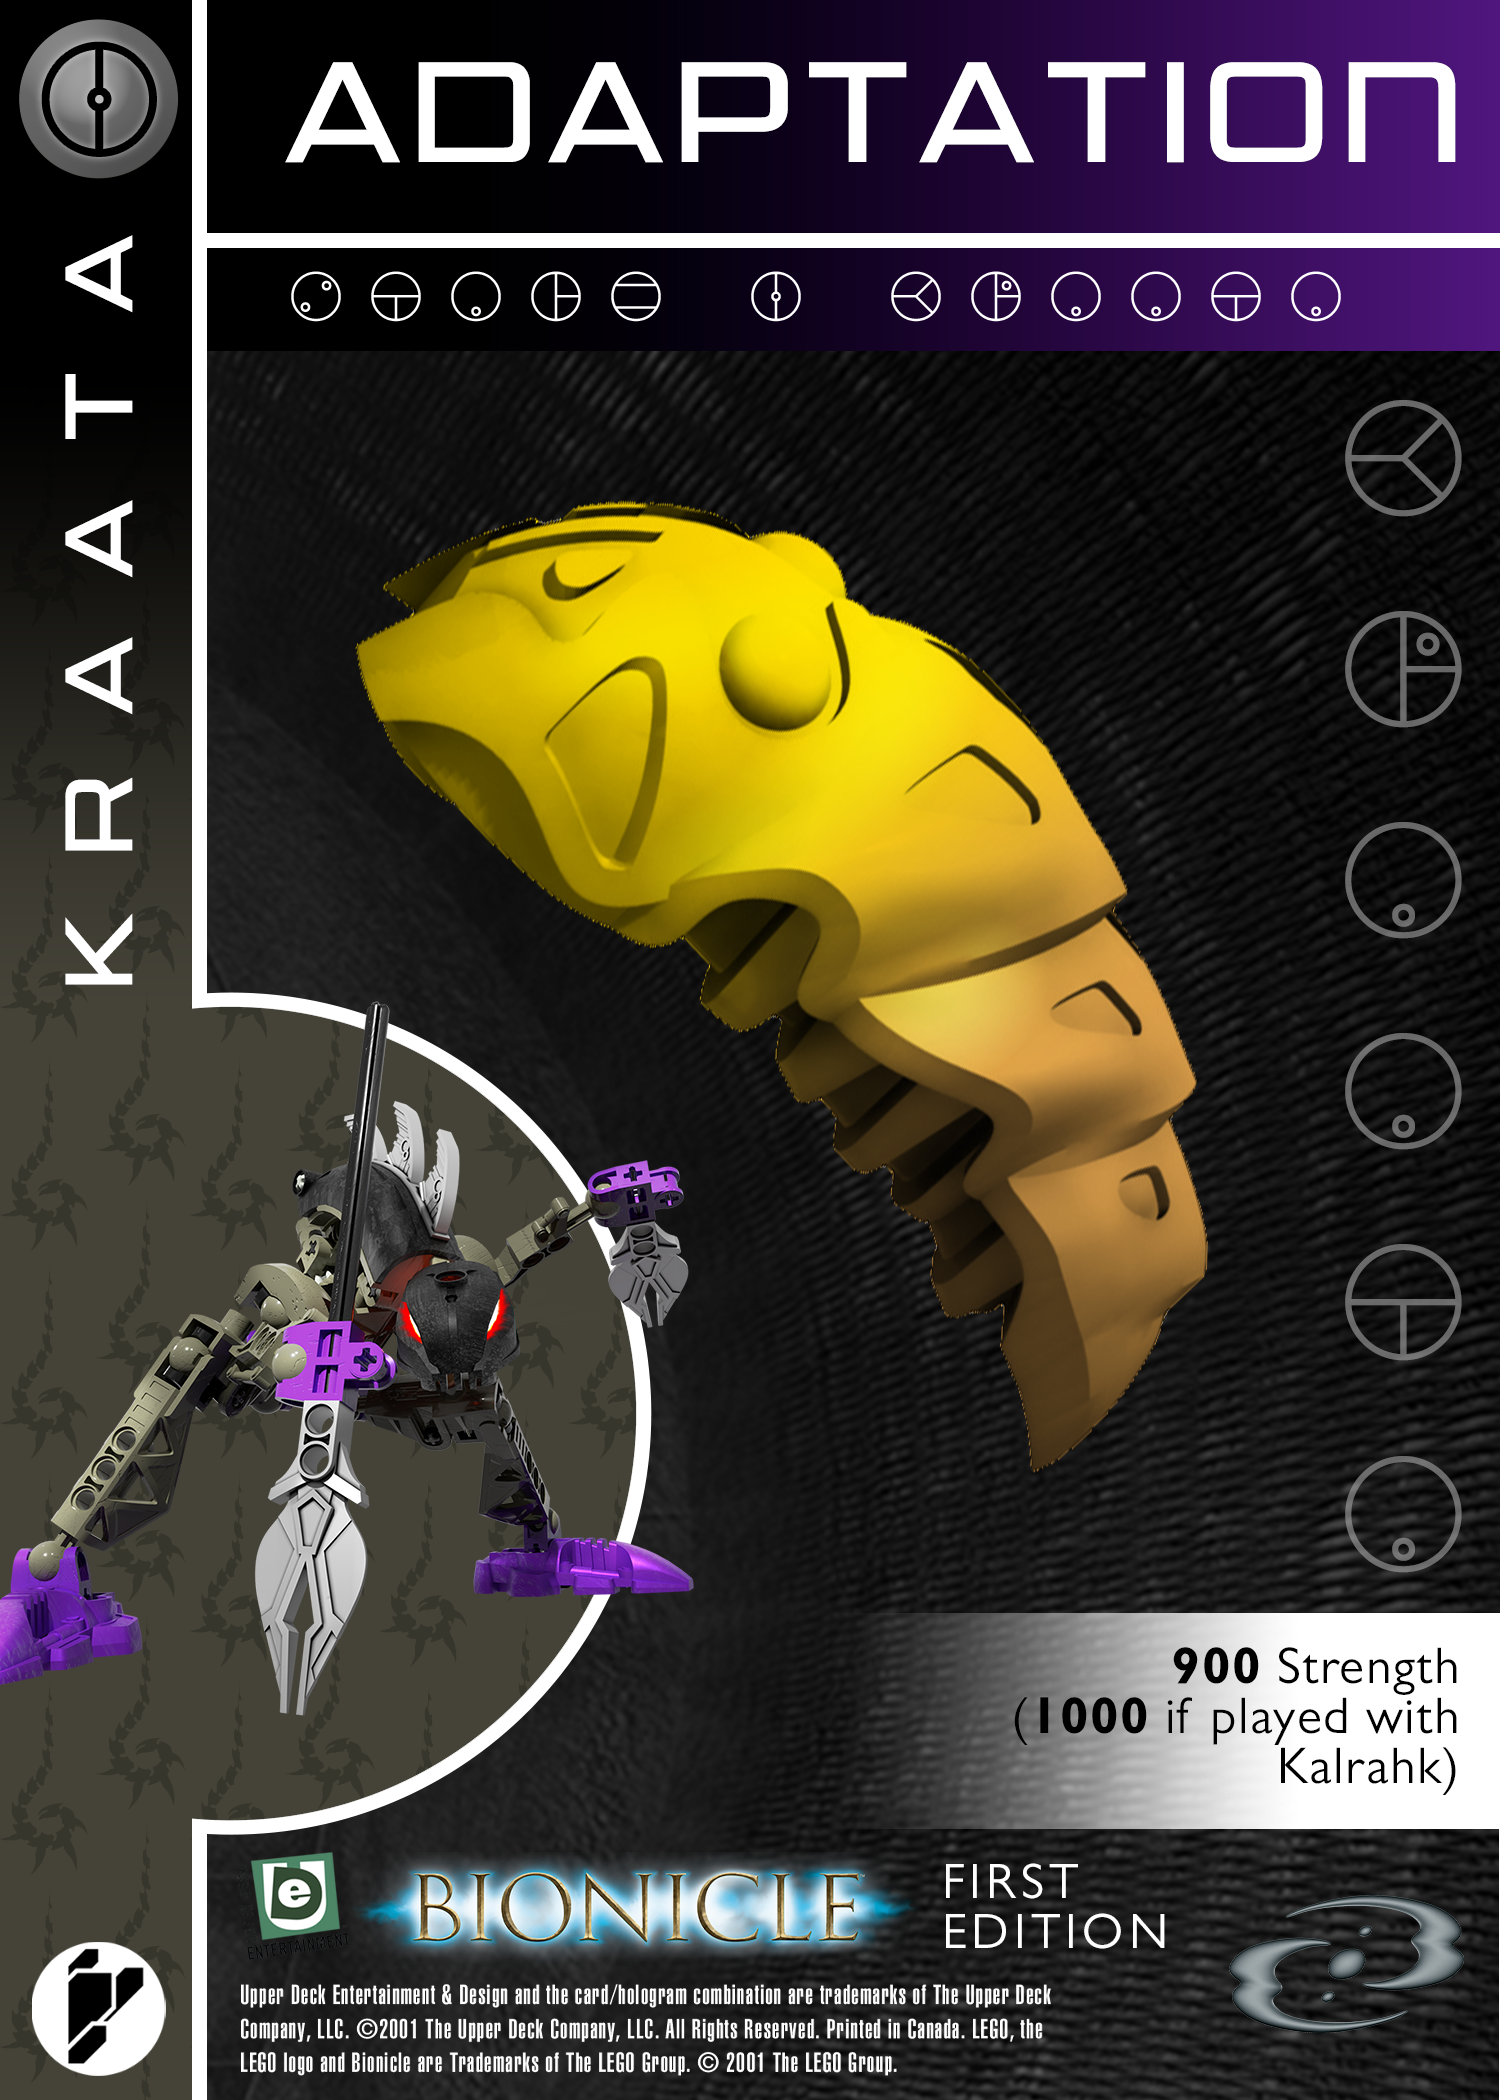 ADAPTATION
KRAATA
900 Strength
(1000 if played with
Kalrahk)
e
ENTERTAINMENT
BIONICLE
FIRST
EDITION
Upper Deck Entertainment & Design and the card/hologram combination are trademarks of The Upper Deck
Company, LLC. ©2001 The Upper Deck Company, LLC. All Rights Reserved. Printed in Canada. LEGO, the
LEGO logo and Bionicle are Trademarks of The LEGO Group. © 2001 The LEGO Group.